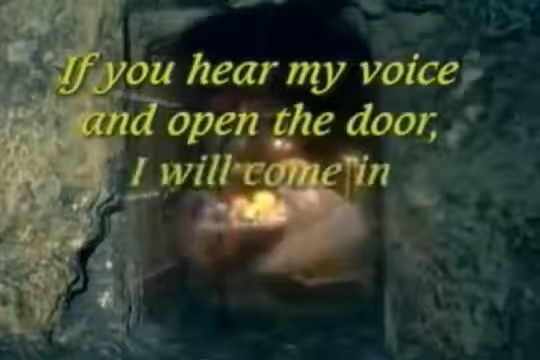 If you hear my voice
and open the door,
I will come in